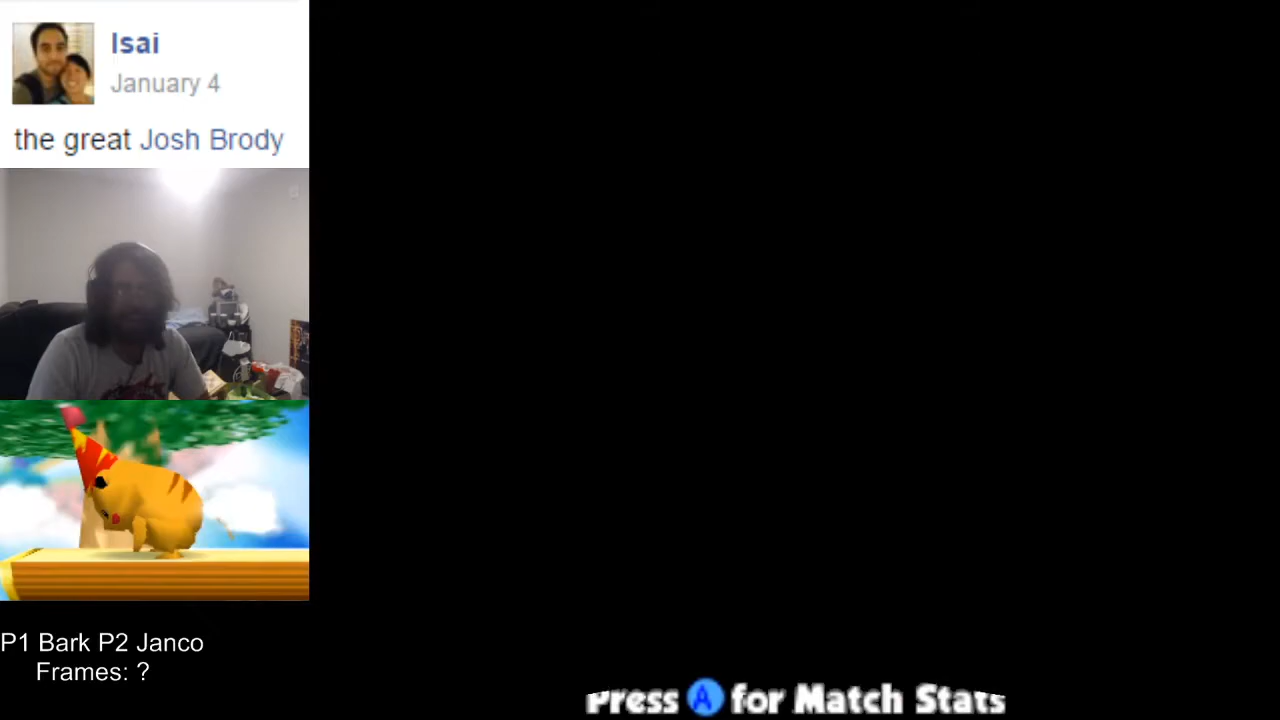 Isai
January 4
the great Josh Brody
P1 Bark P2 Janco
Frames: ?
Press A for Match Stats